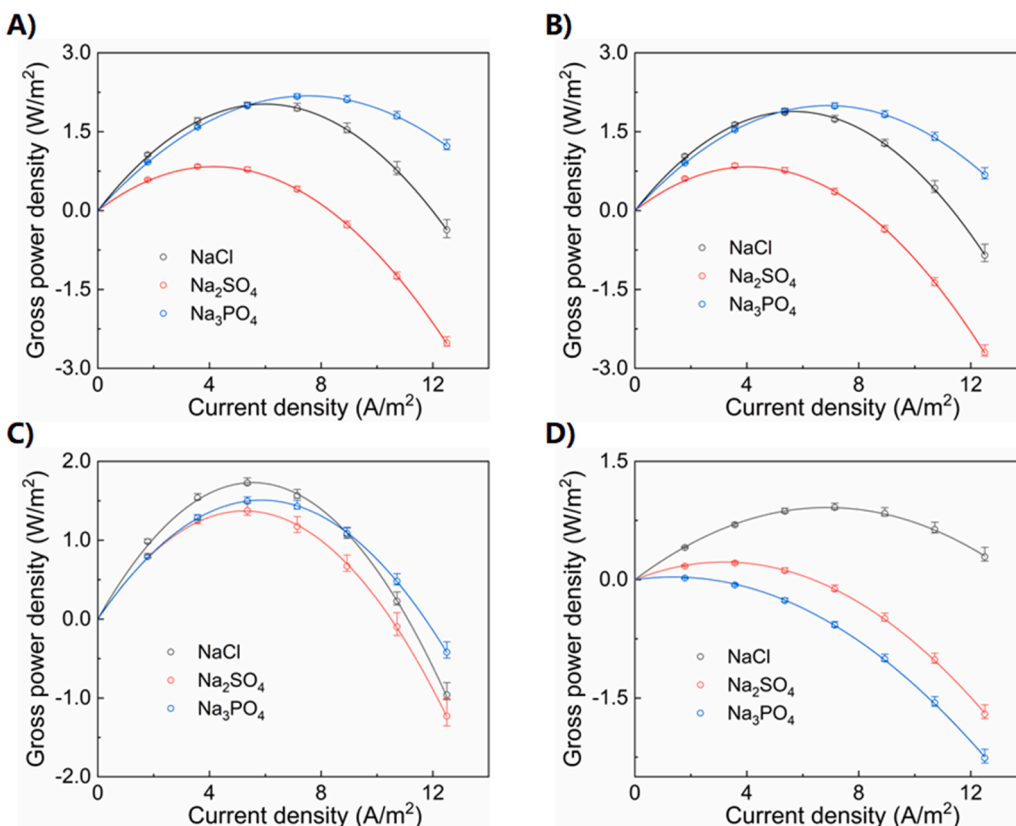 A)
Gross power density (W/m²)
3.0
1.5
0.0
-1.5
-3.0
NaCl
Na₂SO₄
Na₃PO₄
0 4 8 12
Current density (A/m²)
B)
Gross power density (W/m²)
3.0
1.5
0.0
-1.5
-3.0
NaCl
Na₂SO₄
Na₃PO₄
0 4 8 12
Current density (A/m²)
C)
Gross power density (W/m²)
2.0
1.0
0.0
-1.0
-2.0
NaCl
Na₂SO₄
Na₃PO₄
0 4 8 12
Current density (A/m²)
D)
Gross power density (W/m²)
1.5
0.0
-1.5
NaCl
Na₂SO₄
Na₃PO₄
0 4 8 12
Current density (A/m²)